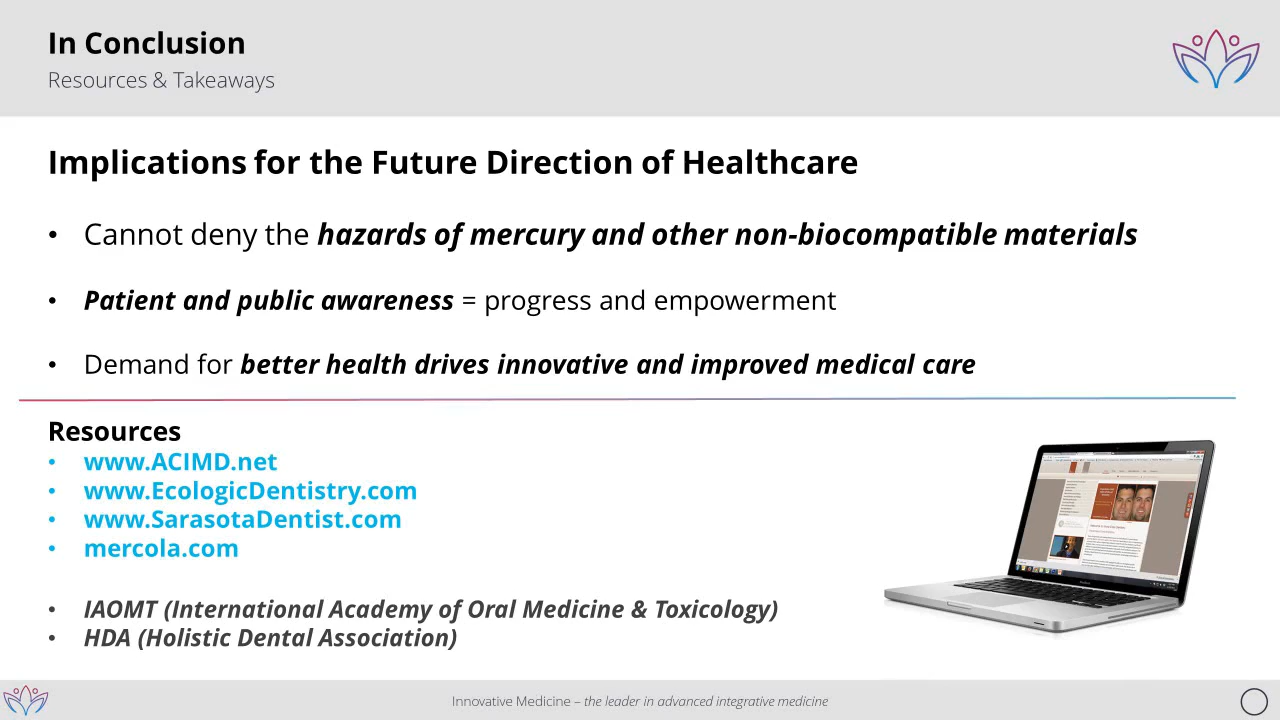 In Conclusion
Resources & Takeaways
Implications for the Future Direction of Healthcare
• Cannot deny the hazards of mercury and other non-biocompatible materials
• Patient and public awareness = progress and empowerment
• Demand for better health drives innovative and improved medical care
Resources
• www.ACIMD.net
• www.EcologicDentistry.com
• www.SarasotaDentist.com
• mercola.com
• IAOMT (International Academy of Oral Medicine & Toxicology)
• HDA (Holistic Dental Association)
Innovative Medicine – the leader in advanced integrative medicine